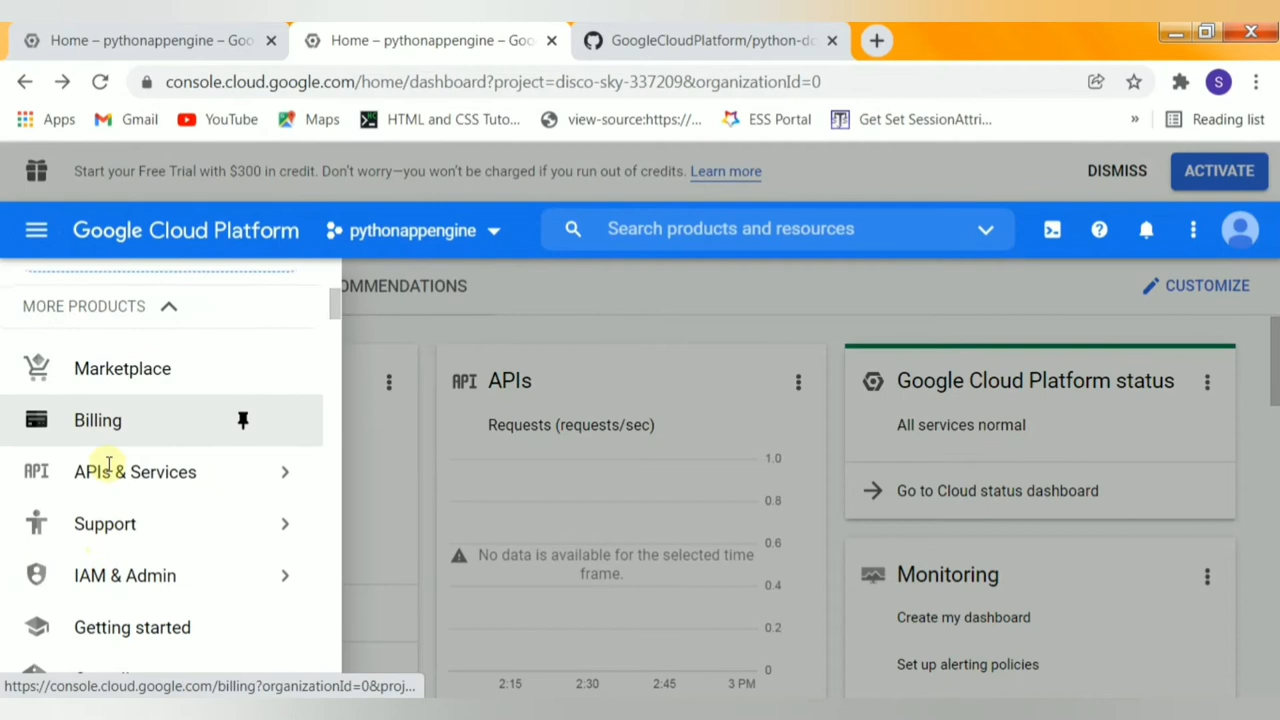 Home – pythonappengine – Goo
Home – pythonappengine – Goo
GoogleCloudPlatform/python-do
console.cloud.google.com/home/dashboard?project=disco-sky-337209&organizationId=0
S
Apps
Gmail
YouTube
Maps
HTML and CSS Tuto...
view-source:https://...
ESS Portal
Get Set SessionAttri...
»
Reading list
Start your Free Trial with $300 in credit. Don't worry—you won't be charged if you run out of credits. Learn more
DISMISS
ACTIVATE
Google Cloud Platform
pythonappengine
Search products and resources
MORE PRODUCTS
Marketplace
Billing
API APIs & Services
Support
IAM & Admin
Getting started
OMMENDATIONS
CUSTOMIZE
API APIs
Requests (requests/sec)
1.0
0.8
0.6
0.4
0.2
0
No data is available for the selected time
frame.
2:15
2:30
2:45
3 PM
Google Cloud Platform status
All services normal
Go to Cloud status dashboard
Monitoring
Create my dashboard
Set up alerting policies
https://console.cloud.google.com/billing?organizationId=0&proj...